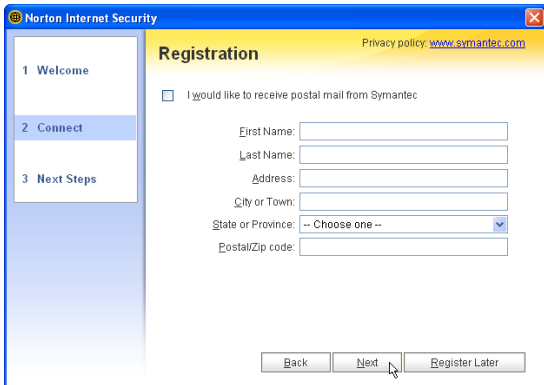 Norton Internet Security
1 Welcome
2 Connect
3 Next Steps
Registration
Privacy policy: www.symantec.com
I would like to receive postal mail from Symantec
First Name:
Last Name:
Address:
City or Town:
State or Province: -- Choose one --
Postal/Zip code:
Back Next Register Later